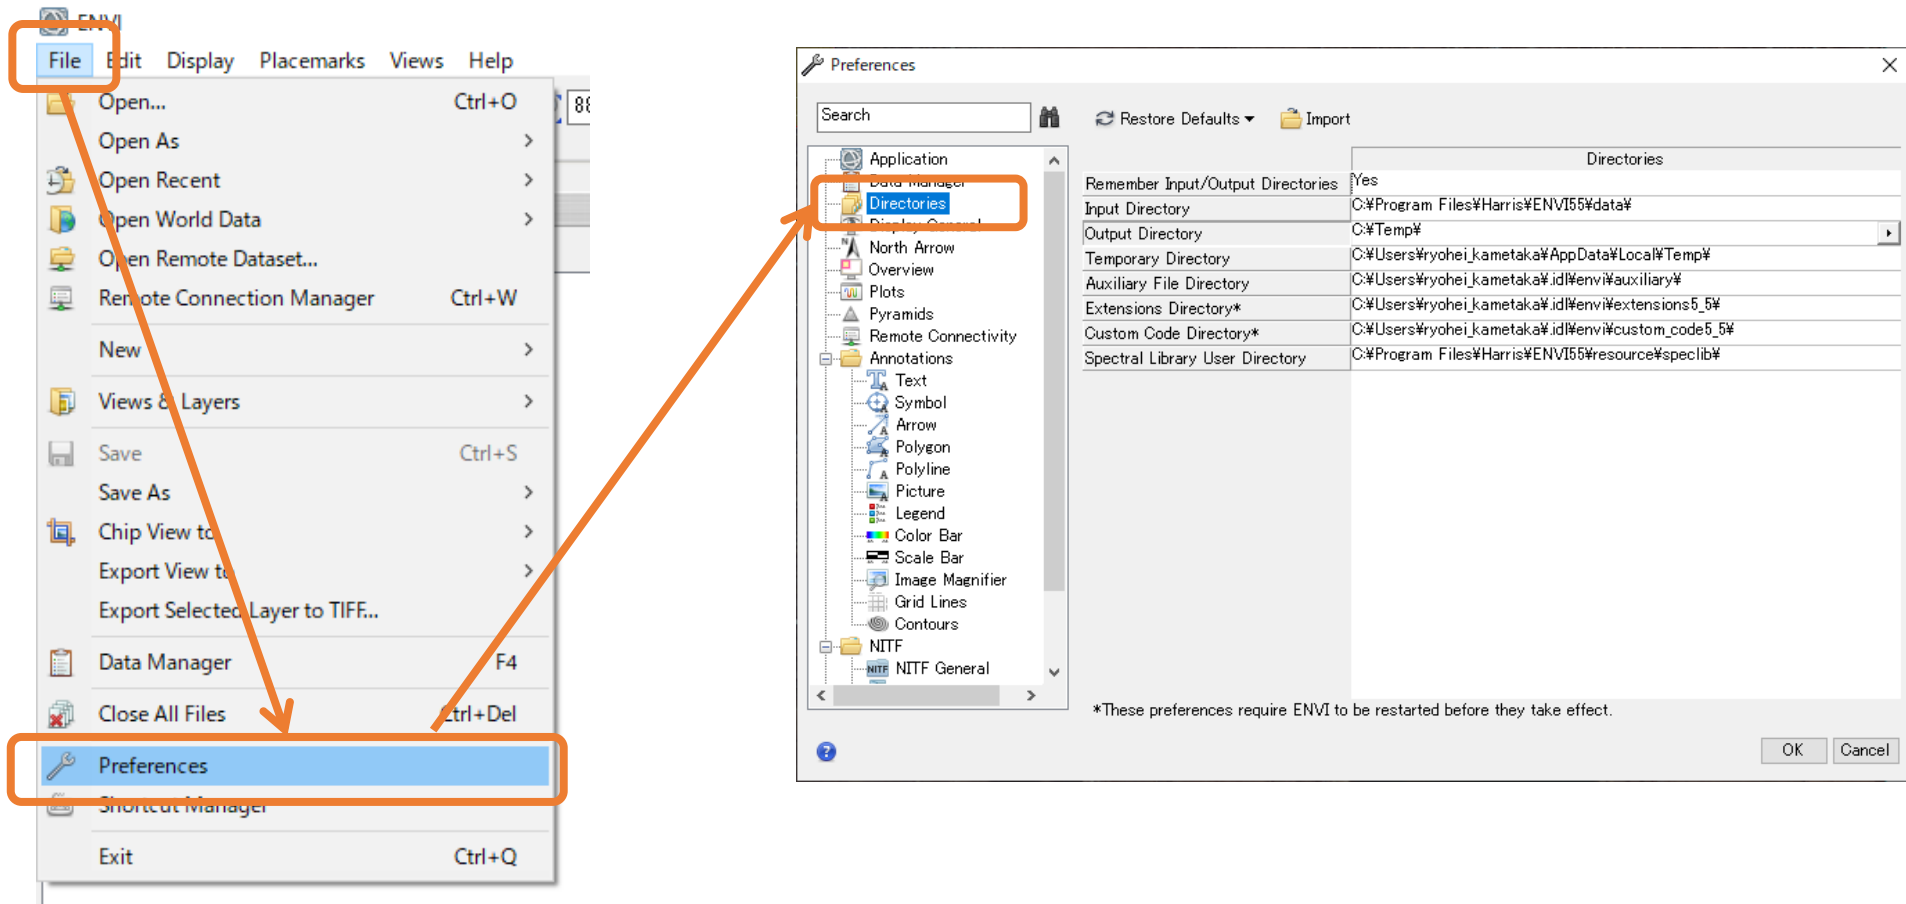 ENVI
File Edit Display Placemarks Views Help
Open... Ctrl+O
88
Open As
Open Recent
Open World Data
Open Remote Dataset...
Remote Connection Manager Ctrl+W
New
Views & Layers
Save Ctrl+S
Save As
Chip View to
Export View to
Export Selected Layer to TIFF...
Data Manager F4
Close All Files Ctrl+Del
Preferences
Shortcut Manager
Exit Ctrl+Q
Preferences
Search
Restore Defaults
Import
Application
Data Manager
Directories
Display General
North Arrow
Overview
Plots
Pyramids
Remote Connectivity
Annotations
Text
Symbol
Arrow
Polygon
Polyline
Picture
Legend
Color Bar
Scale Bar
Image Magnifier
Grid Lines
Contours
NITF
NITF General
Directories
Remember Input/Output Directories Yes
Input Directory C:¥Program Files¥Harris¥ENVI55¥data¥
Output Directory C:¥Temp¥
Temporary Directory C:¥Users¥ryohei_kametaka¥AppData¥Local¥Temp¥
Auxiliary File Directory C:¥Users¥ryohei_kametaka¥.idl¥envi¥auxiliary¥
Extensions Directory* C:¥Users¥ryohei_kametaka¥.idl¥envi¥extensions5_5¥
Custom Code Directory* C:¥Users¥ryohei_kametaka¥.idl¥envi¥custom_code5_5¥
Spectral Library User Directory C:¥Program Files¥Harris¥ENVI55¥resource¥speclib¥
*These preferences require ENVI to be restarted before they take effect.
OK Cancel